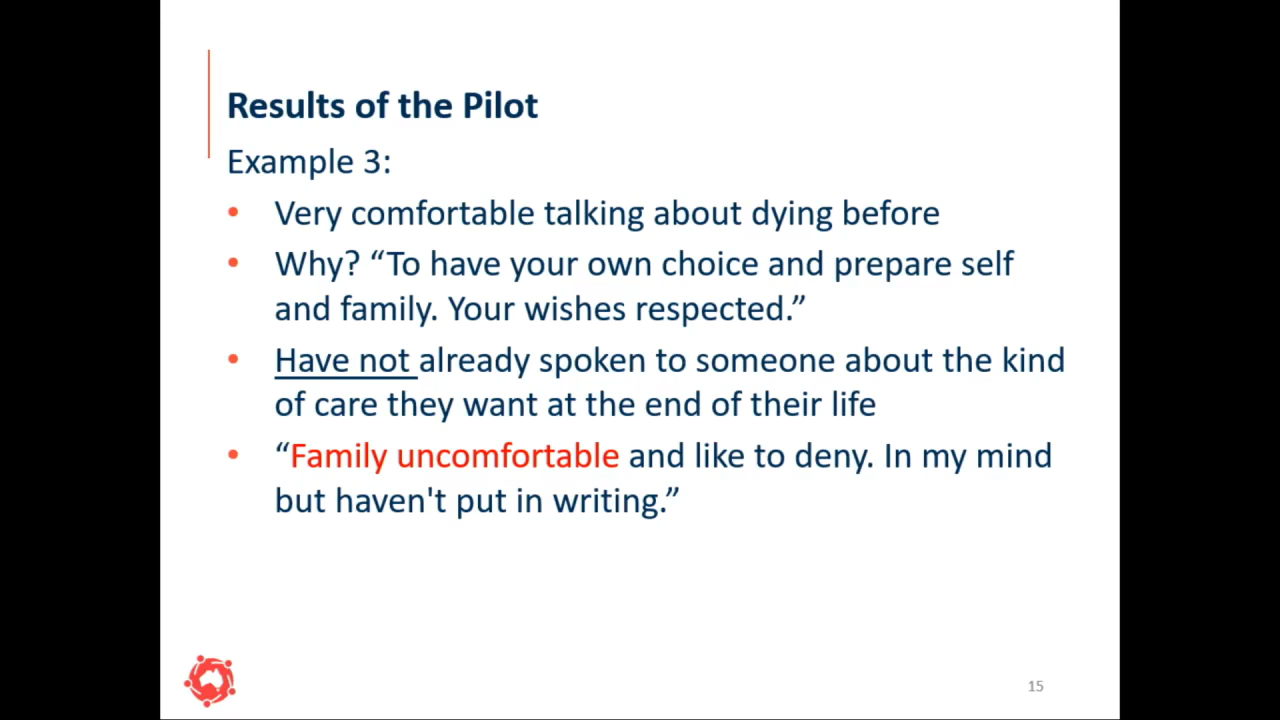 Results of the Pilot
Example 3:
• Very comfortable talking about dying before
• Why? “To have your own choice and prepare self
and family. Your wishes respected.”
• Have not already spoken to someone about the kind
of care they want at the end of their life
• “Family uncomfortable and like to deny. In my mind
but haven't put in writing.”
15